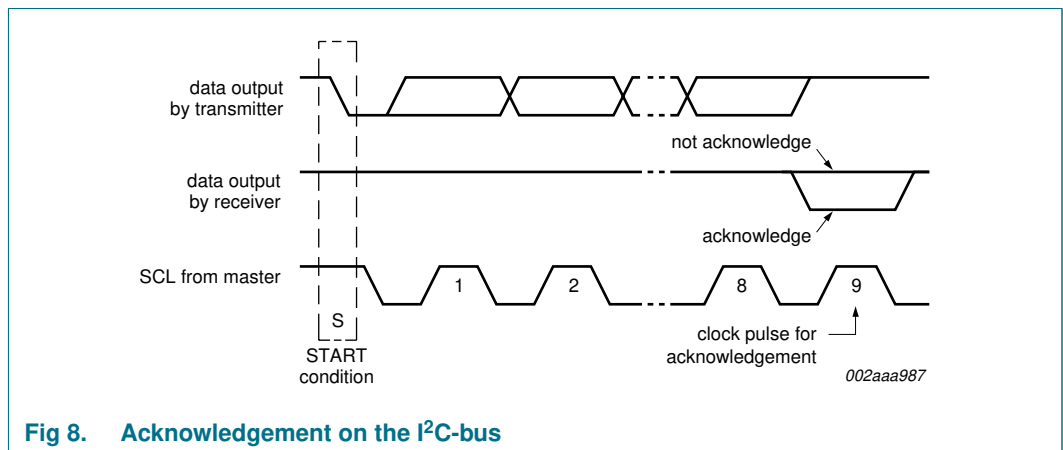 data output
by transmitter
not acknowledge
data output
by receiver
acknowledge
SCL from master
1
2
8
9
S
START
condition
clock pulse for
acknowledgement
002aaa987
Fig 8. Acknowledgement on the I²C-bus